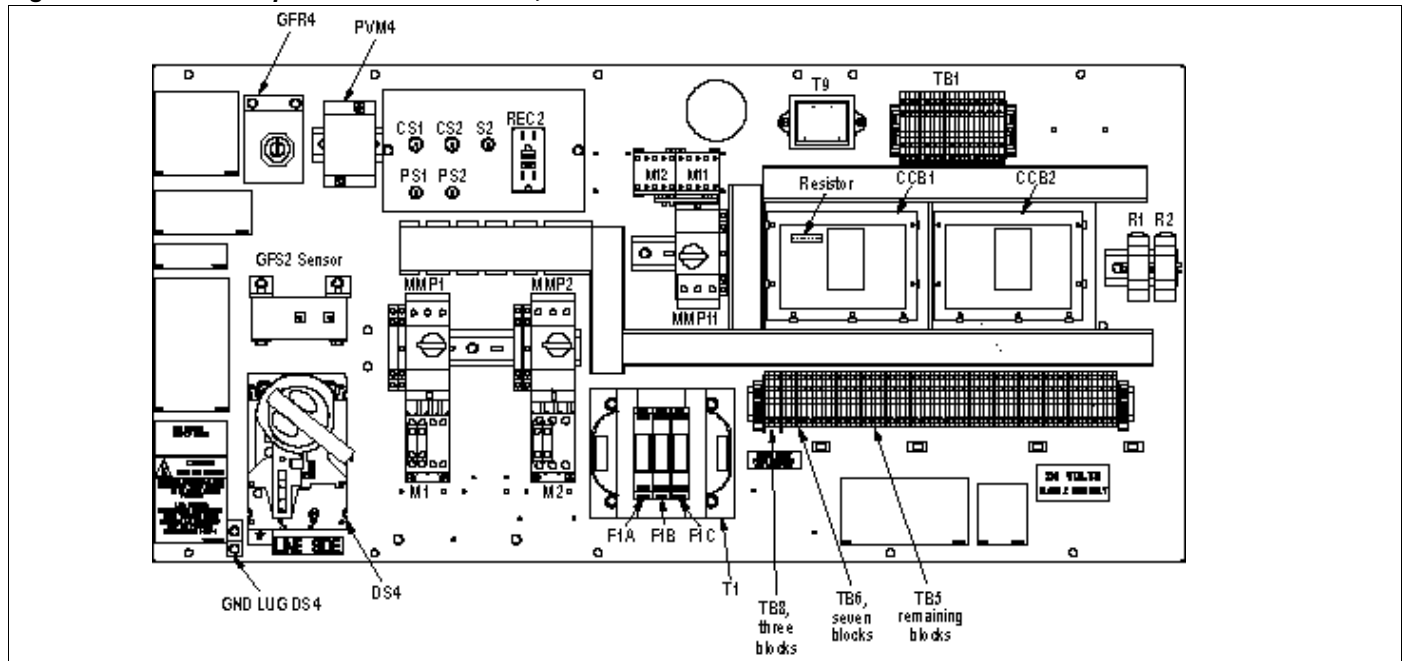 GFR4
PVM4
CS1 CS2 S2 REC2
PS1 PS2
T9
TB1
M12 M11
Resistor
CCB1
CCB2
R1 R2
GFS2 Sensor
MMP1
MMP2
MMP11
M1
M2
F1A F1B F1C
LINE SIDE
24 VOLTS
GND LUG DS4
DS4
T1
TB8,
three
blocks
TB6,
seven
blocks
TB5
remaining
blocks